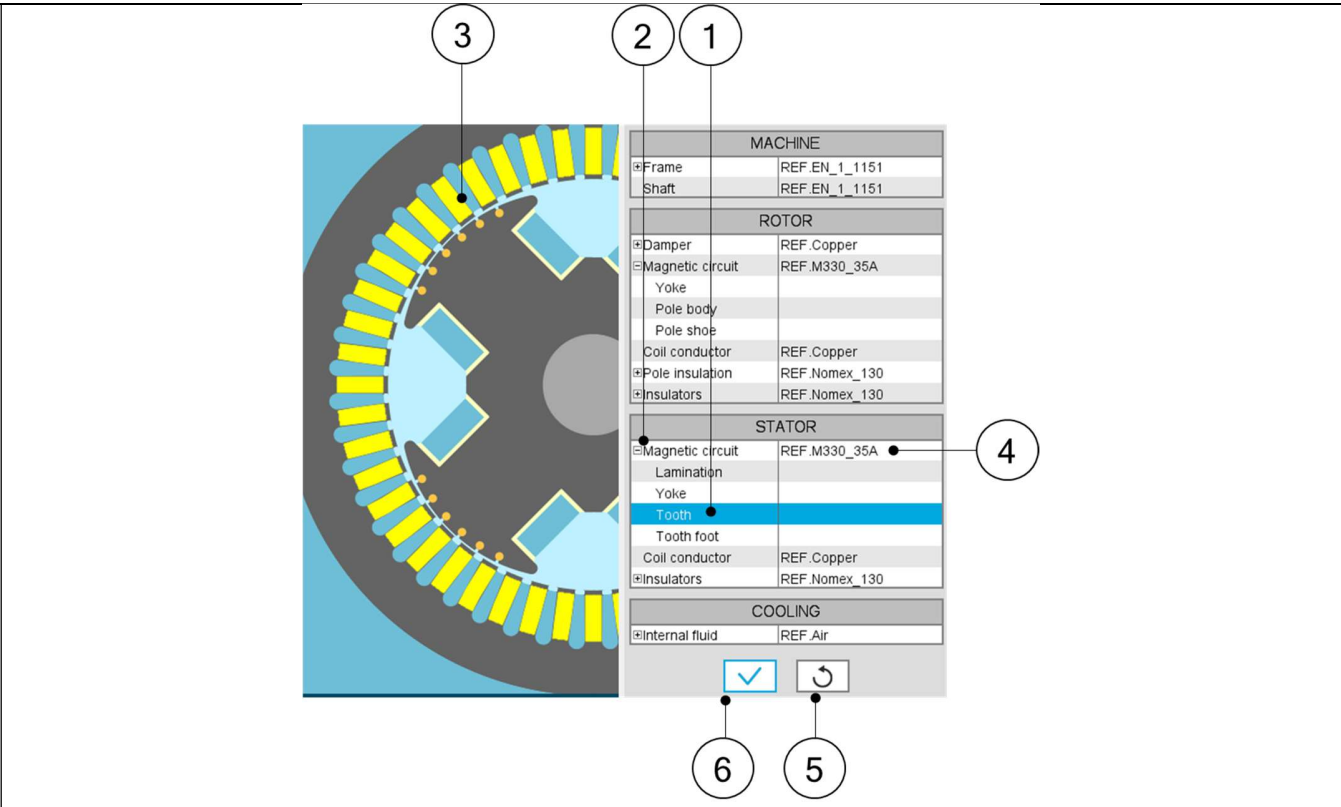 3 2 1
MACHINE
Frame REF.EN_1_1151
Shaft REF.EN_1_1151
ROTOR
Damper REF.Copper
Magnetic circuit REF.M330_35A
Yoke
Pole body
Pole shoe
Coil conductor REF.Copper
Pole insulation REF.Nomex_130
Insulators REF.Nomex_130
STATOR
Magnetic circuit REF.M330_35A 4
Lamination
Yoke
Tooth
Tooth foot
Coil conductor REF.Copper
Insulators REF.Nomex_130
COOLING
Internal fluid REF.Air
6 5